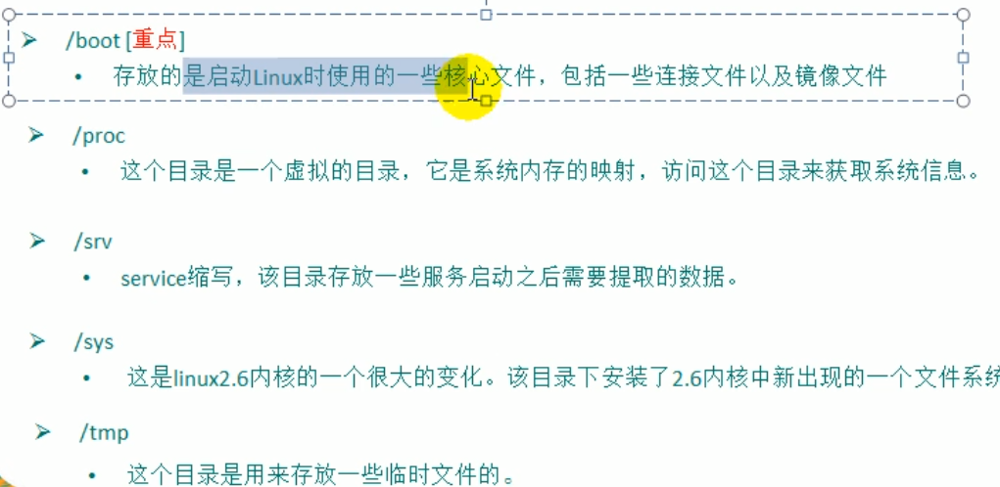 /boot [重点]
存放的是启动Linux时使用的一些核心文件，包括一些连接文件以及镜像文件
/proc
这个目录是一个虚拟的目录，它是系统内存的映射，访问这个目录来获取系统信息。
/srv
service缩写，该目录存放一些服务启动之后需要提取的数据。
/sys
这是linux2.6内核的一个很大的变化。该目录下安装了2.6内核中新出现的一个文件系统
/tmp
这个目录是用来存放一些临时文件的。